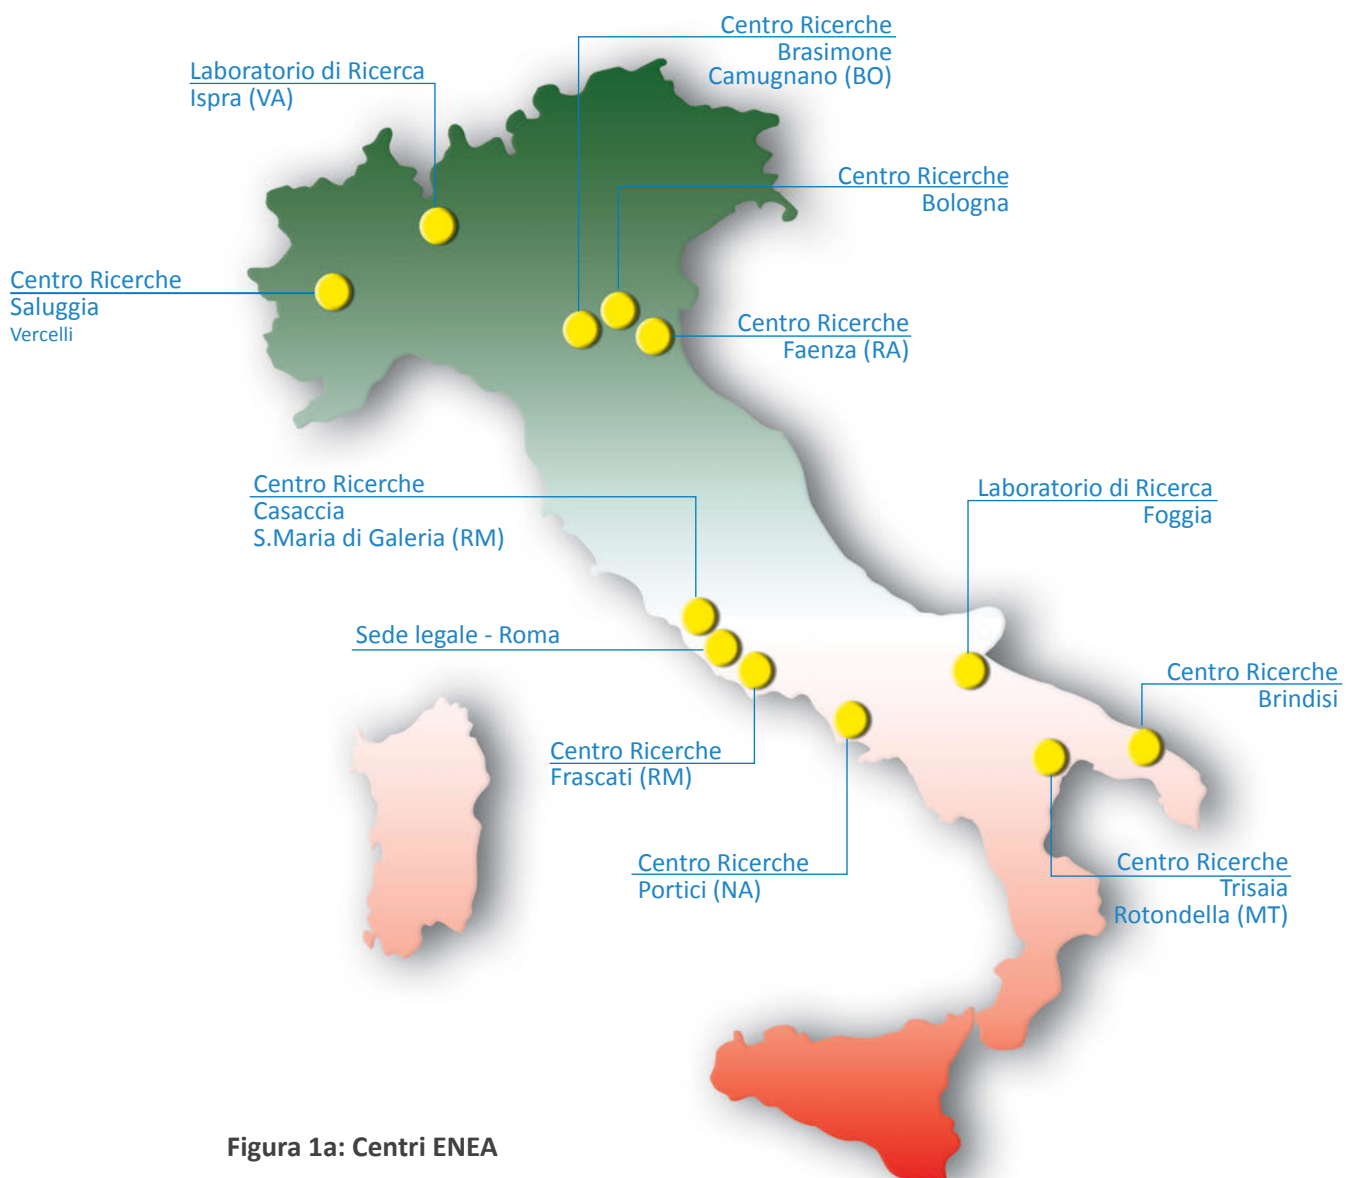 Centro Ricerche
Brasimone
Camugnano (BO)
Laboratorio di Ricerca
Ispra (VA)
Centro Ricerche
Bologna
Centro Ricerche
Saluggia
Vercelli
Centro Ricerche
Faenza (RA)
Centro Ricerche
Casaccia
S.Maria di Galeria (RM)
Laboratorio di Ricerca
Foggia
Sede legale - Roma
Centro Ricerche
Brindisi
Centro Ricerche
Frascati (RM)
Centro Ricerche
Portici (NA)
Centro Ricerche
Trisaia
Rotondella (MT)
Figura 1a: Centri ENEA